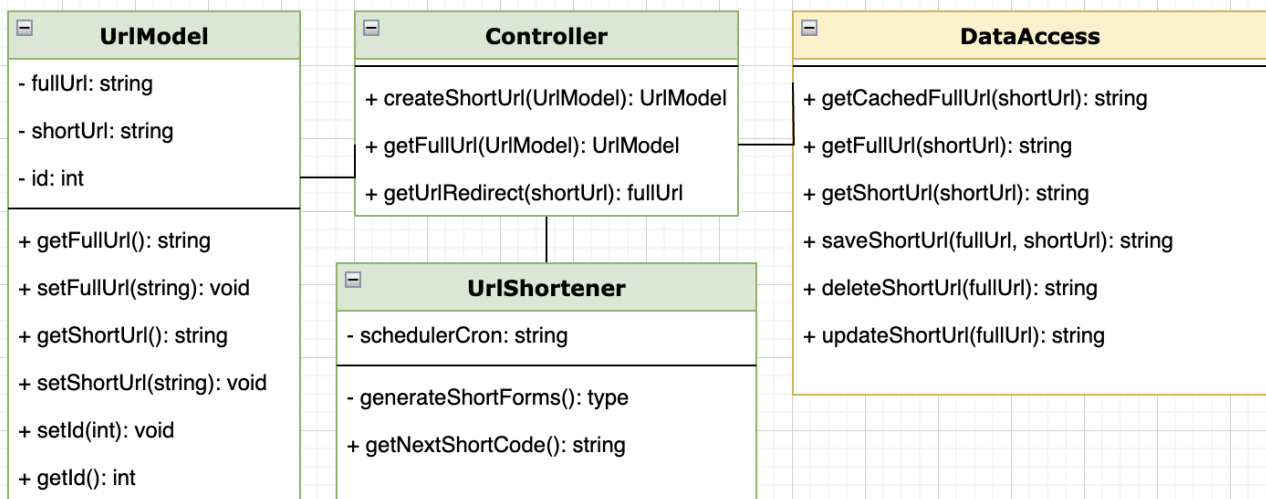 UrlModel
- fullUrl: string
- shortUrl: string
- id: int
+ getFullUrl(): string
+ setFullUrl(string): void
+ getShortUrl(): string
+ setShortUrl(string): void
+ setId(int): void
+ getId(): int
Controller
+ createShortUrl(UrlModel): UrlModel
+ getFullUrl(UrlModel): UrlModel
+ getUrlRedirect(shortUrl): fullUrl
UrlShortener
- schedulerCron: string
- generateShortForms(): type
+ getNextShortCode(): string
DataAccess
+ getCachedFullUrl(shortUrl): string
+ getFullUrl(shortUrl): string
+ getShortUrl(shortUrl): string
+ saveShortUrl(fullUrl, shortUrl): string
+ deleteShortUrl(fullUrl): string
+ updateShortUrl(fullUrl): string